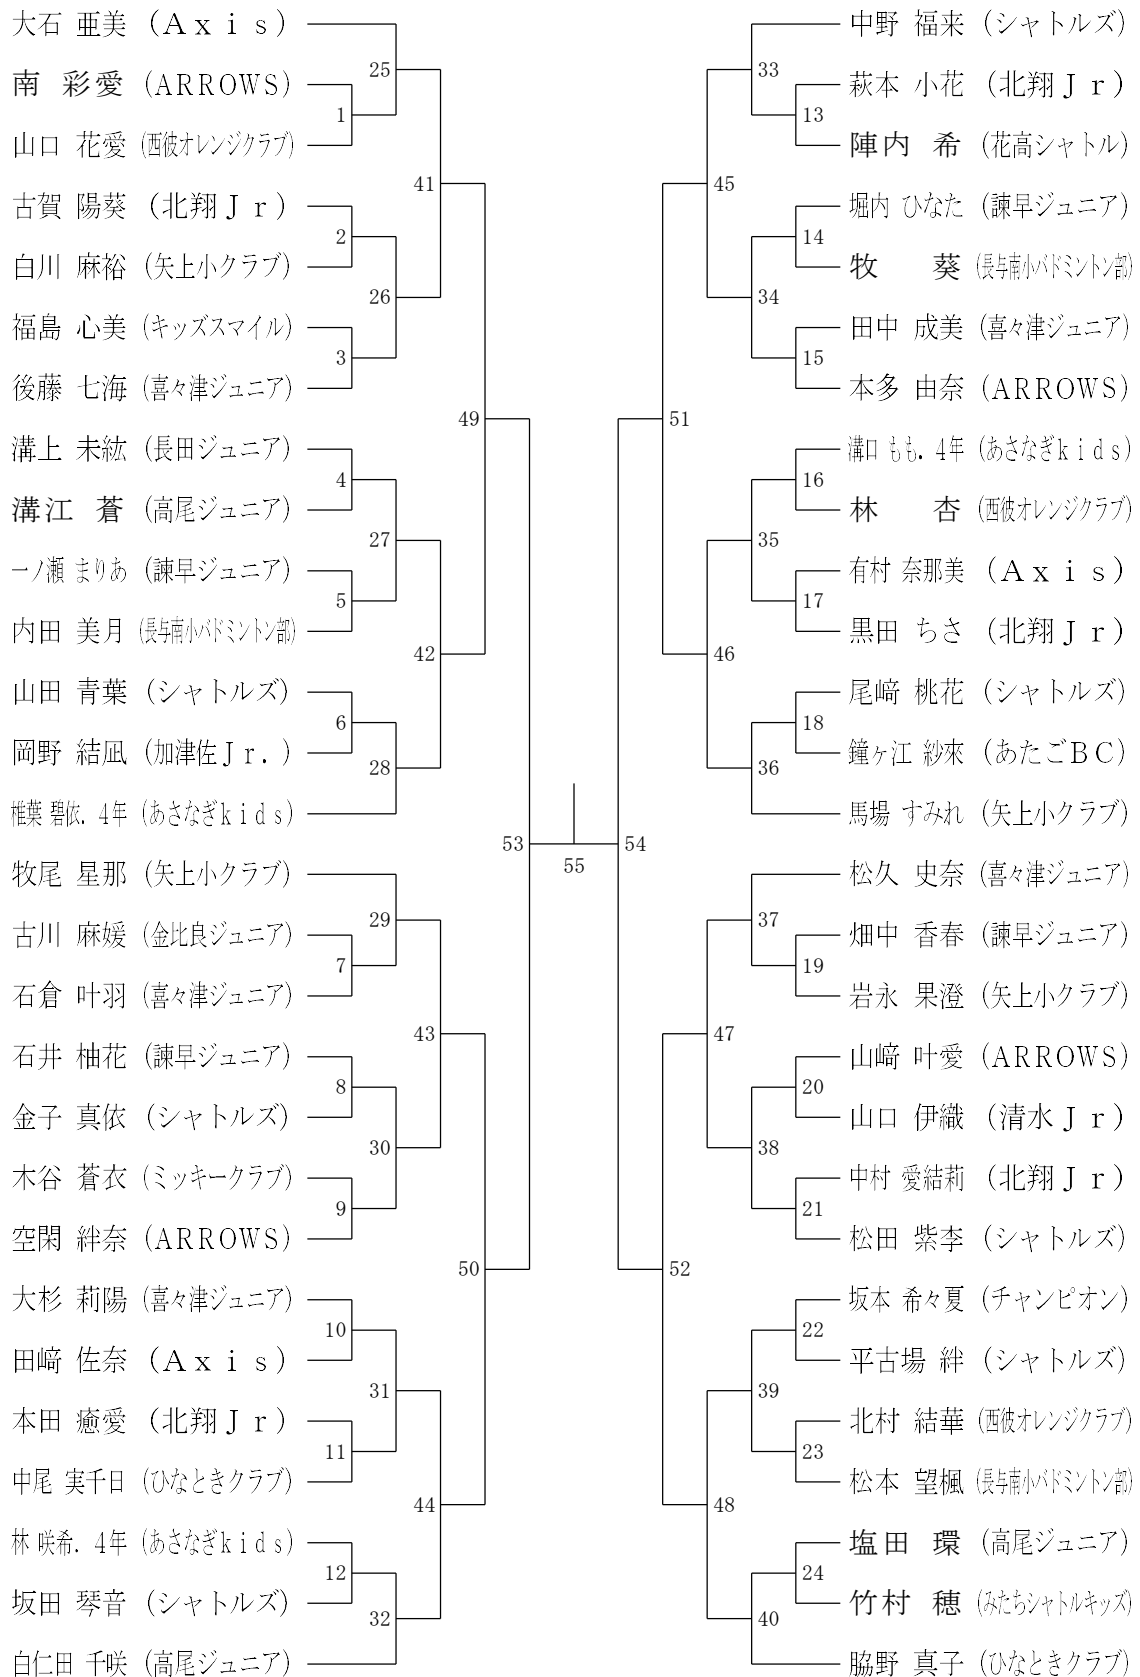 大石 亜美 (Ａｘｉｓ)
南 彩愛 (ARROWS)
山口 花愛 (西彼オレンジクラブ)
古賀 陽葵 (北翔Ｊｒ)
白川 麻裕 (矢上小クラブ)
福島 心美 (キッズスマイル)
後藤 七海 (喜々津ジュニア)
溝上 未紘 (長田ジュニア)
溝江 蒼 (高尾ジュニア)
一ノ瀬 まりあ (諫早ジュニア)
内田 美月 (長与南小バドミントン部)
山田 青葉 (シャトルズ)
岡野 結凪 (加津佐Ｊｒ.)
椎葉 碧依. 4年 (あさなぎｋｉｄｓ)
牧尾 星那 (矢上小クラブ)
古川 麻媛 (金比良ジュニア)
石倉 叶羽 (喜々津ジュニア)
石井 柚花 (諫早ジュニア)
金子 真依 (シャトルズ)
木谷 蒼衣 (ミッキークラブ)
空閑 絆奈 (ARROWS)
大杉 莉陽 (喜々津ジュニア)
田﨑 佐奈 (Ａｘｉｓ)
本田 癒愛 (北翔Ｊｒ)
中尾 実千日 (ひなときクラブ)
林 咲希. 4年 (あさなぎｋｉｄｓ)
坂田 琴音 (シャトルズ)
白仁田 千咲 (高尾ジュニア)
1
2
3
4
5
6
7
8
9
10
11
12
25
26
27
28
29
30
31
32
41
42
43
44
49
50
53
55
54
51
52
45
46
47
48
33
34
35
36
37
38
39
40
13
14
15
16
17
18
19
20
21
22
23
24
中野 福来 (シャトルズ)
萩本 小花 (北翔Ｊｒ)
陣内 希 (花高シャトル)
堀内 ひなた (諫早ジュニア)
牧 葵 (長与南小バドミントン部)
田中 成美 (喜々津ジュニア)
本多 由奈 (ARROWS)
溝口 もも. 4年 (あさなぎｋｉｄｓ)
林 杏 (西彼オレンジクラブ)
有村 奈那美 (Ａｘｉｓ)
黒田 ちさ (北翔Ｊｒ)
尾﨑 桃花 (シャトルズ)
鐘ヶ江 紗來 (あたごＢＣ)
馬場 すみれ (矢上小クラブ)
松久 史奈 (喜々津ジュニア)
畑中 香春 (諫早ジュニア)
岩永 果澄 (矢上小クラブ)
山﨑 叶愛 (ARROWS)
山口 伊織 (清水Ｊｒ)
中村 愛結莉 (北翔Ｊｒ)
松田 紫李 (シャトルズ)
坂本 希々夏 (チャンピオン)
平古場 絆 (シャトルズ)
北村 結華 (西彼オレンジクラブ)
松本 望楓 (長与南小バドミントン部)
塩田 環 (高尾ジュニア)
竹村 穂 (みたちシャトルキッズ)
脇野 真子 (ひなときクラブ)